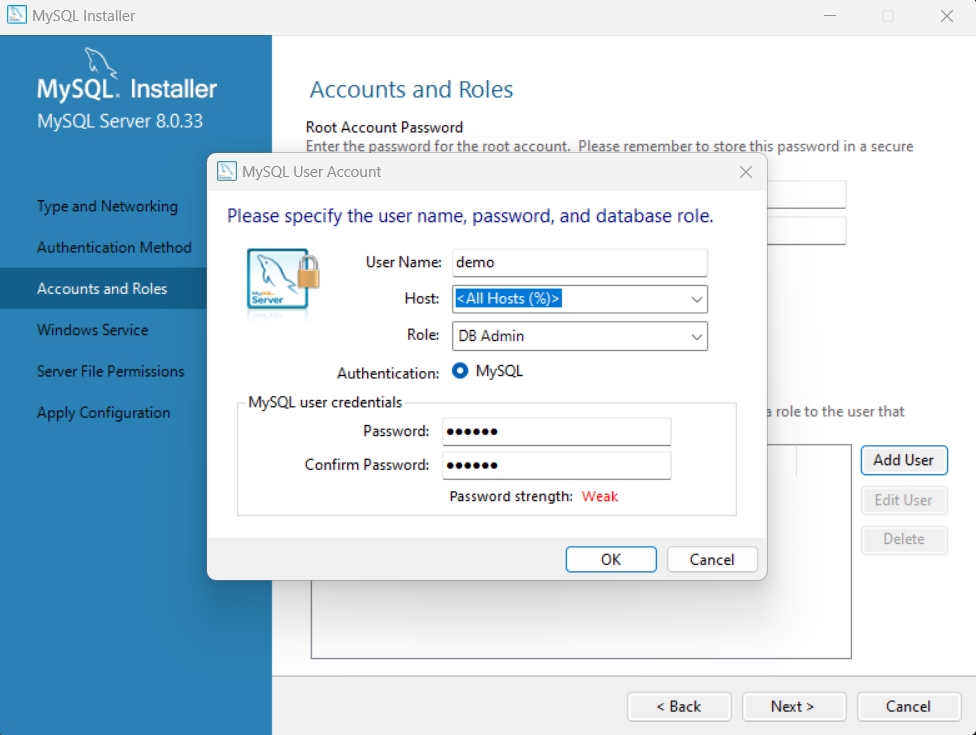 MySQL Installer
MySQL. Installer
MySQL Server 8.0.33
Type and Networking
Authentication Method
Accounts and Roles
Windows Service
Server File Permissions
Apply Configuration
Accounts and Roles
Root Account Password
Enter the password for the root account. Please remember to store this password in a secure
MySQL User Account
Please specify the user name, password, and database role.
MySQL
Server
User Name: demo
Host: <All Hosts (%)>
Role: DB Admin
Authentication: MySQL
MySQL user credentials
Password: ●●●●●●
Confirm Password: ●●●●●●
Password strength: Weak
OK
Cancel
a role to the user that
Add User
Edit User
Delete
< Back
Next >
Cancel